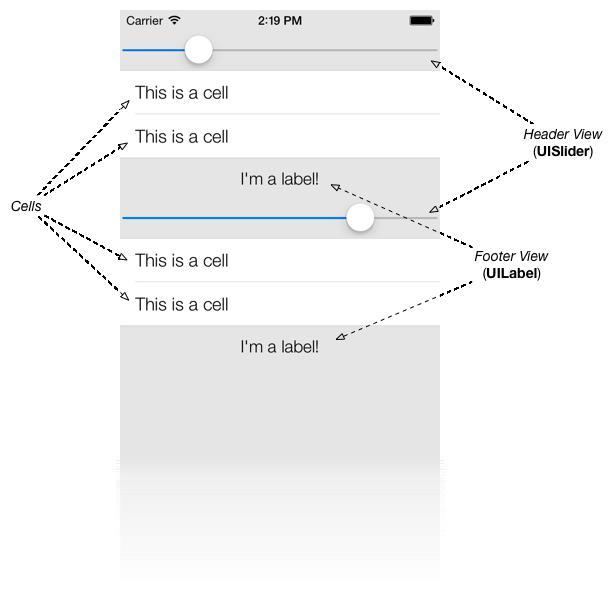 Carrier 2:19 PM
This is a cell
This is a cell
I'm a label!
This is a cell
This is a cell
I'm a label!
Cells
Header View
(UISlider)
Footer View
(UILabel)